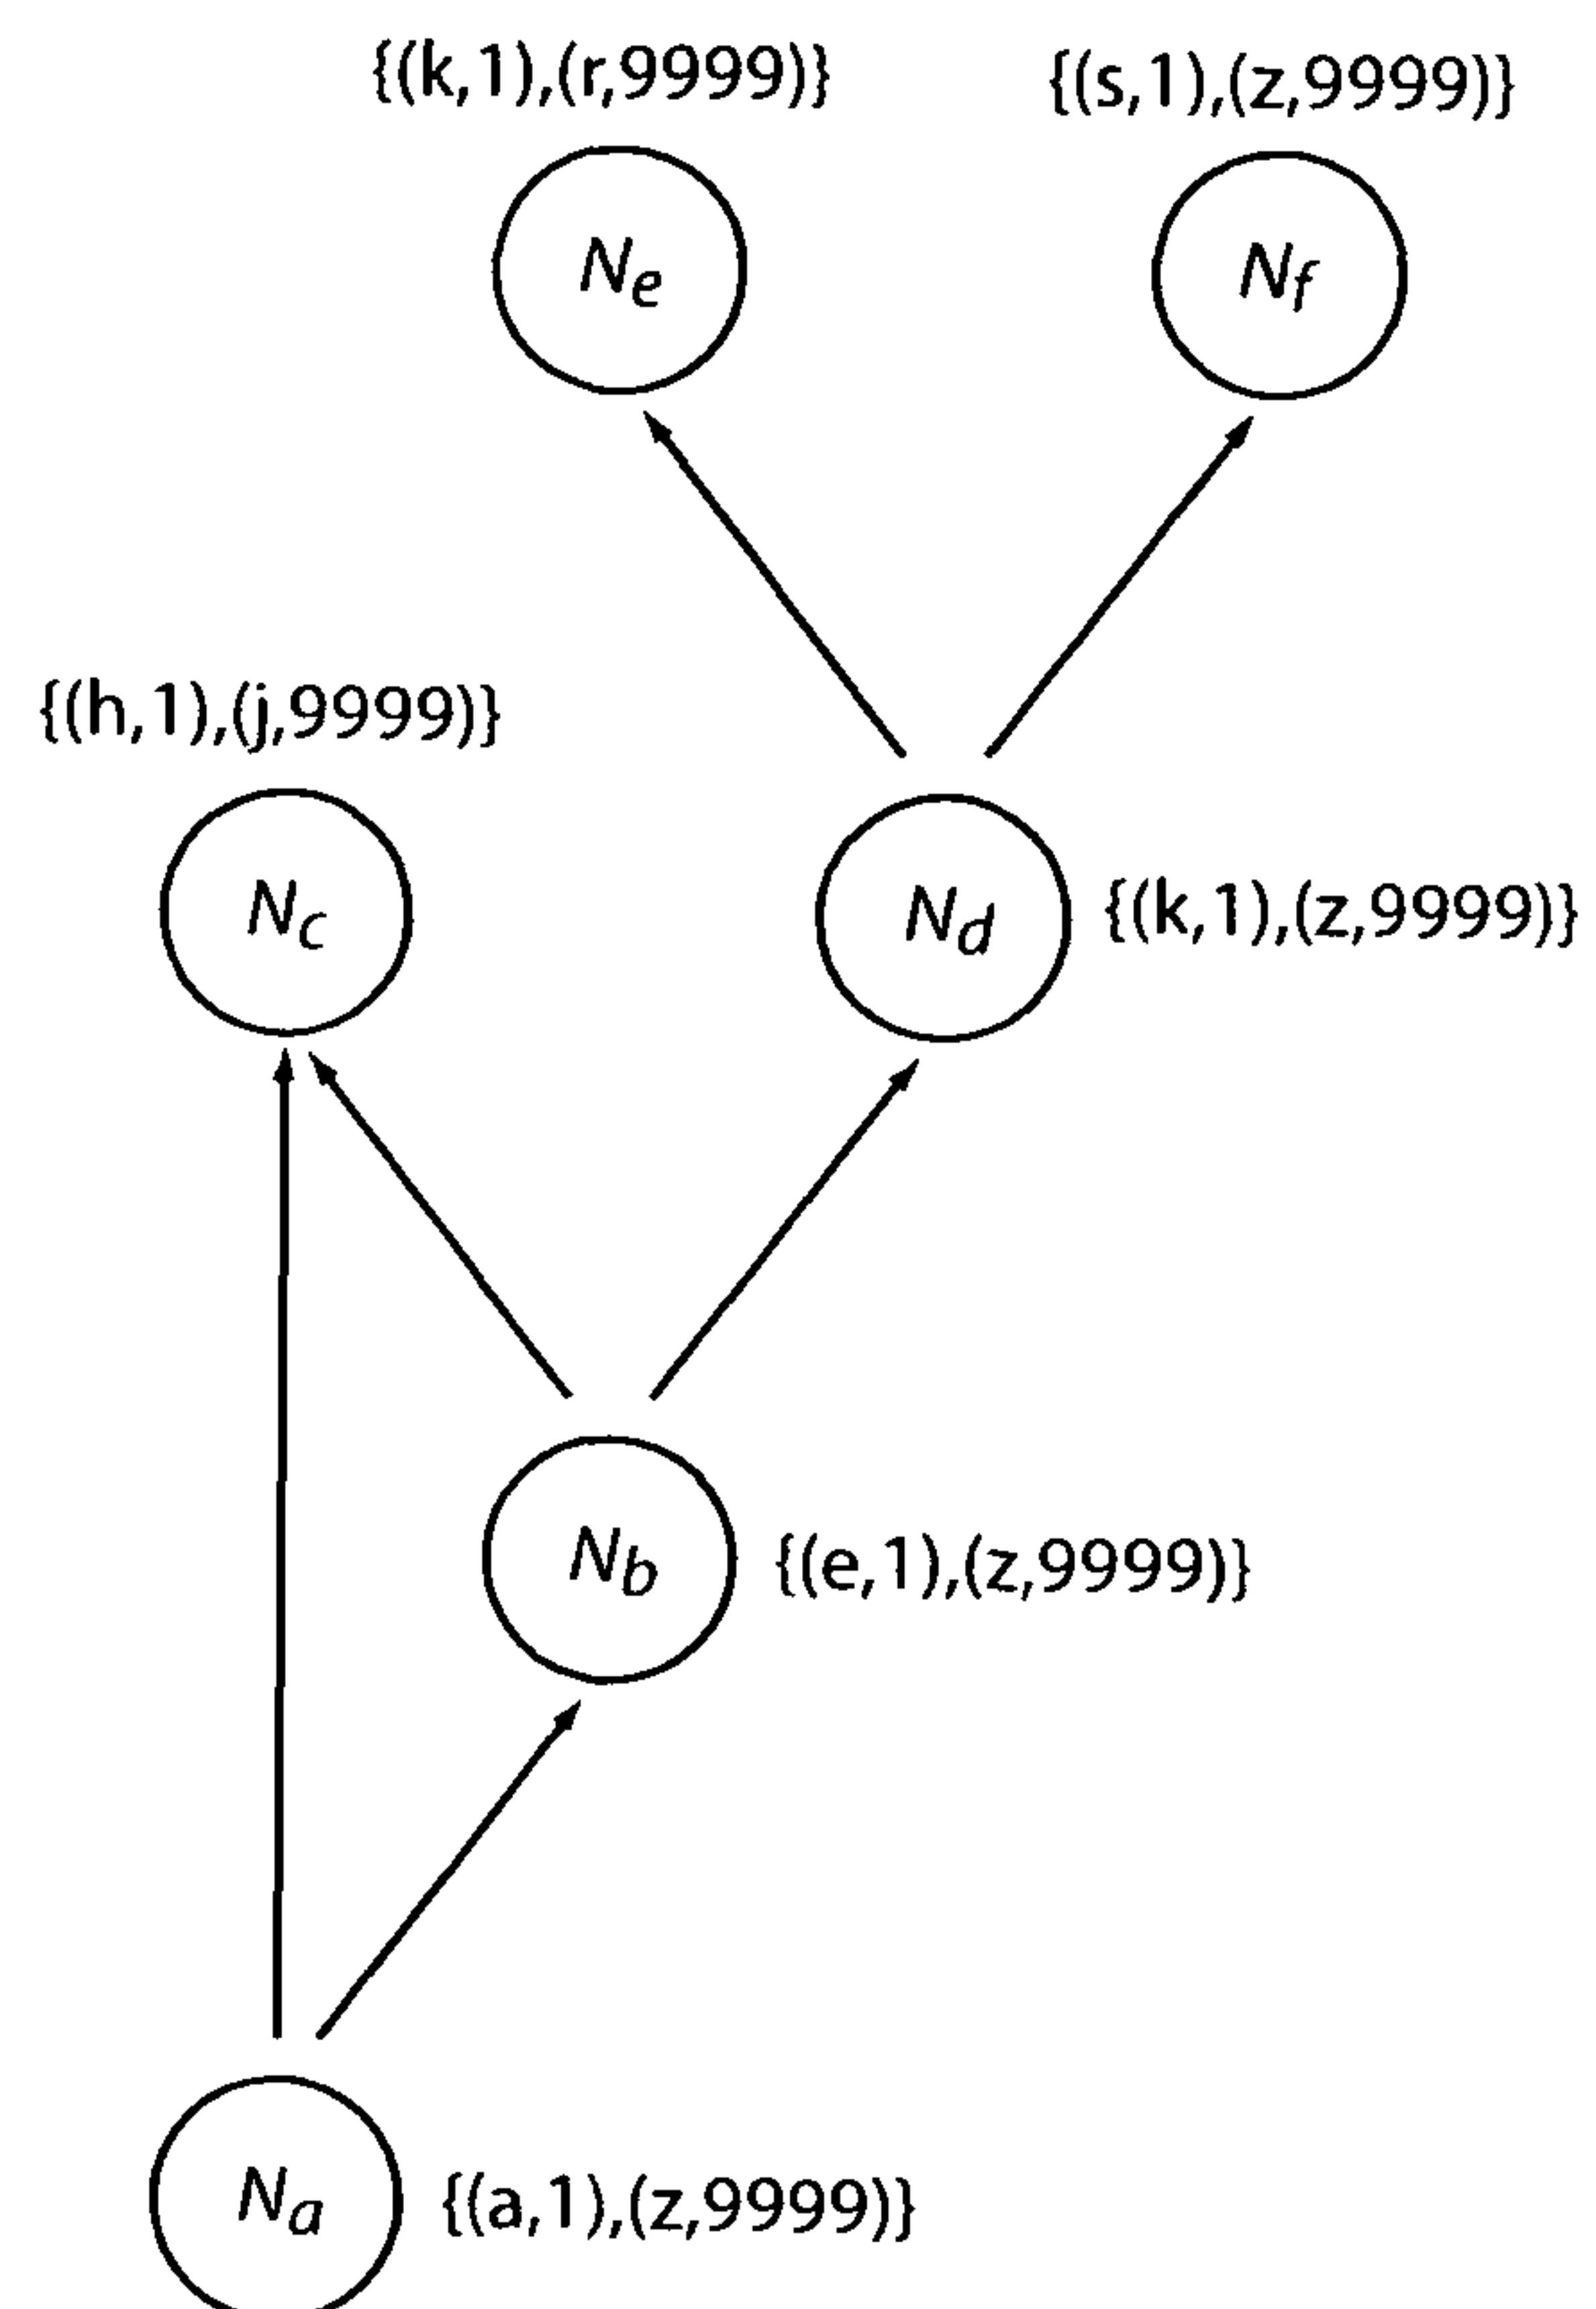 {(k,1),(r,9999)} {(s,1),(z,9999)}
Ne Nf
{(h,1),(j,9999)}
Nc Nd {(k,1),(z,9999)}
Nb {(e,1),(z,9999)}
Na {(a,1),(z,9999)}